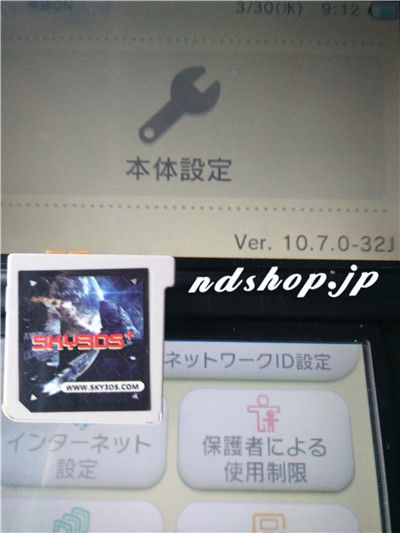 3/30(水) 9:12
本体設定
Ver. 10.7.0-32J
ndshop.jp
SKY3DS+
WWW.SKY3DS.COM
ネットワークID設定
インターネット
設定
保護者による
使用制限